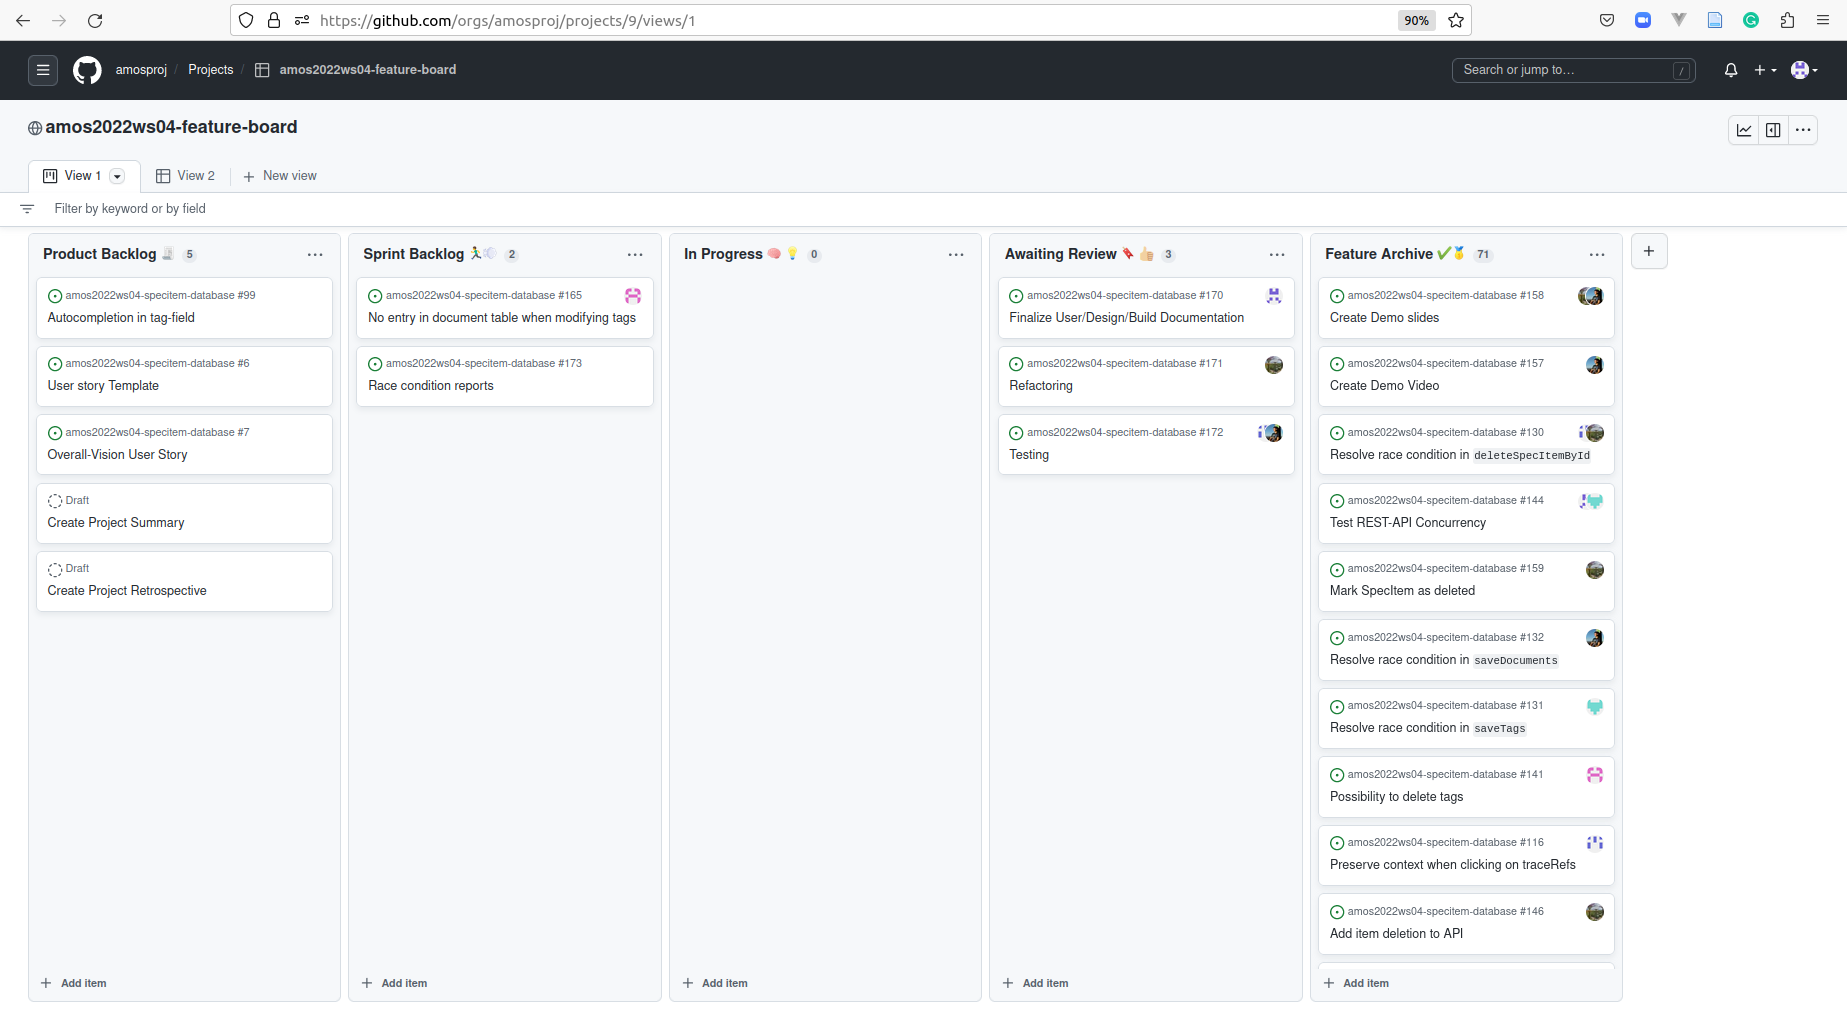 https://github.com/orgs/amosproj/projects/9/views/1
90%
amosproj / Projects / amos2022ws04-feature-board
Search or jump to… /
amos2022ws04-feature-board
View 1
View 2
New view
Filter by keyword or by field
Product Backlog 5
amos2022ws04-specitem-database #99
Autocompletion in tag-field
amos2022ws04-specitem-database #6
User story Template
amos2022ws04-specitem-database #7
Overall-Vision User Story
Draft
Create Project Summary
Draft
Create Project Retrospective
+ Add item
Sprint Backlog 2
amos2022ws04-specitem-database #165
No entry in document table when modifying tags
amos2022ws04-specitem-database #173
Race condition reports
+ Add item
In Progress 0
+ Add item
Awaiting Review 3
amos2022ws04-specitem-database #170
Finalize User/Design/Build Documentation
amos2022ws04-specitem-database #171
Refactoring
amos2022ws04-specitem-database #172
Testing
+ Add item
Feature Archive 71
amos2022ws04-specitem-database #158
Create Demo slides
amos2022ws04-specitem-database #157
Create Demo Video
amos2022ws04-specitem-database #130
Resolve race condition in deleteSpecItemById
amos2022ws04-specitem-database #144
Test REST-API Concurrency
amos2022ws04-specitem-database #159
Mark SpecItem as deleted
amos2022ws04-specitem-database #132
Resolve race condition in saveDocuments
amos2022ws04-specitem-database #131
Resolve race condition in saveTags
amos2022ws04-specitem-database #141
Possibility to delete tags
amos2022ws04-specitem-database #116
Preserve context when clicking on traceRefs
amos2022ws04-specitem-database #146
Add item deletion to API
+ Add item